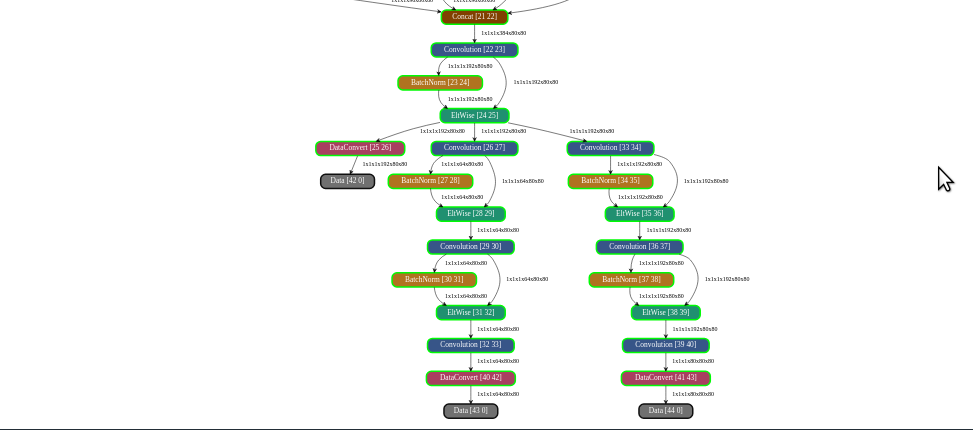 Concat [21 22]
1x1x1x384x80x80
Convolution [22 23]
1x1x1x192x80x80
BatchNorm [23 24]
1x1x1x192x80x80
1x1x1x192x80x80
EltWise [24 25]
1x1x1x192x80x80
1x1x1x192x80x80
1x1x1x192x80x80
DataConvert [25 26]
Convolution [26 27]
Convolution [33 34]
1x1x1x192x80x80
1x1x1x64x80x80
1x1x1x192x80x80
Data [42 0]
BatchNorm [27 28]
1x1x1x64x80x80
BatchNorm [34 35]
1x1x1x192x80x80
1x1x1x64x80x80
1x1x1x192x80x80
EltWise [28 29]
EltWise [35 36]
1x1x1x64x80x80
1x1x1x192x80x80
Convolution [29 30]
Convolution [36 37]
1x1x1x64x80x80
1x1x1x192x80x80
BatchNorm [30 31]
1x1x1x64x80x80
BatchNorm [37 38]
1x1x1x192x80x80
1x1x1x64x80x80
1x1x1x192x80x80
EltWise [31 32]
EltWise [38 39]
1x1x1x64x80x80
1x1x1x192x80x80
Convolution [32 33]
Convolution [39 40]
1x1x1x64x80x80
1x1x1x80x80x80
DataConvert [40 42]
DataConvert [41 43]
1x1x1x64x80x80
1x1x1x80x80x80
Data [43 0]
Data [44 0]